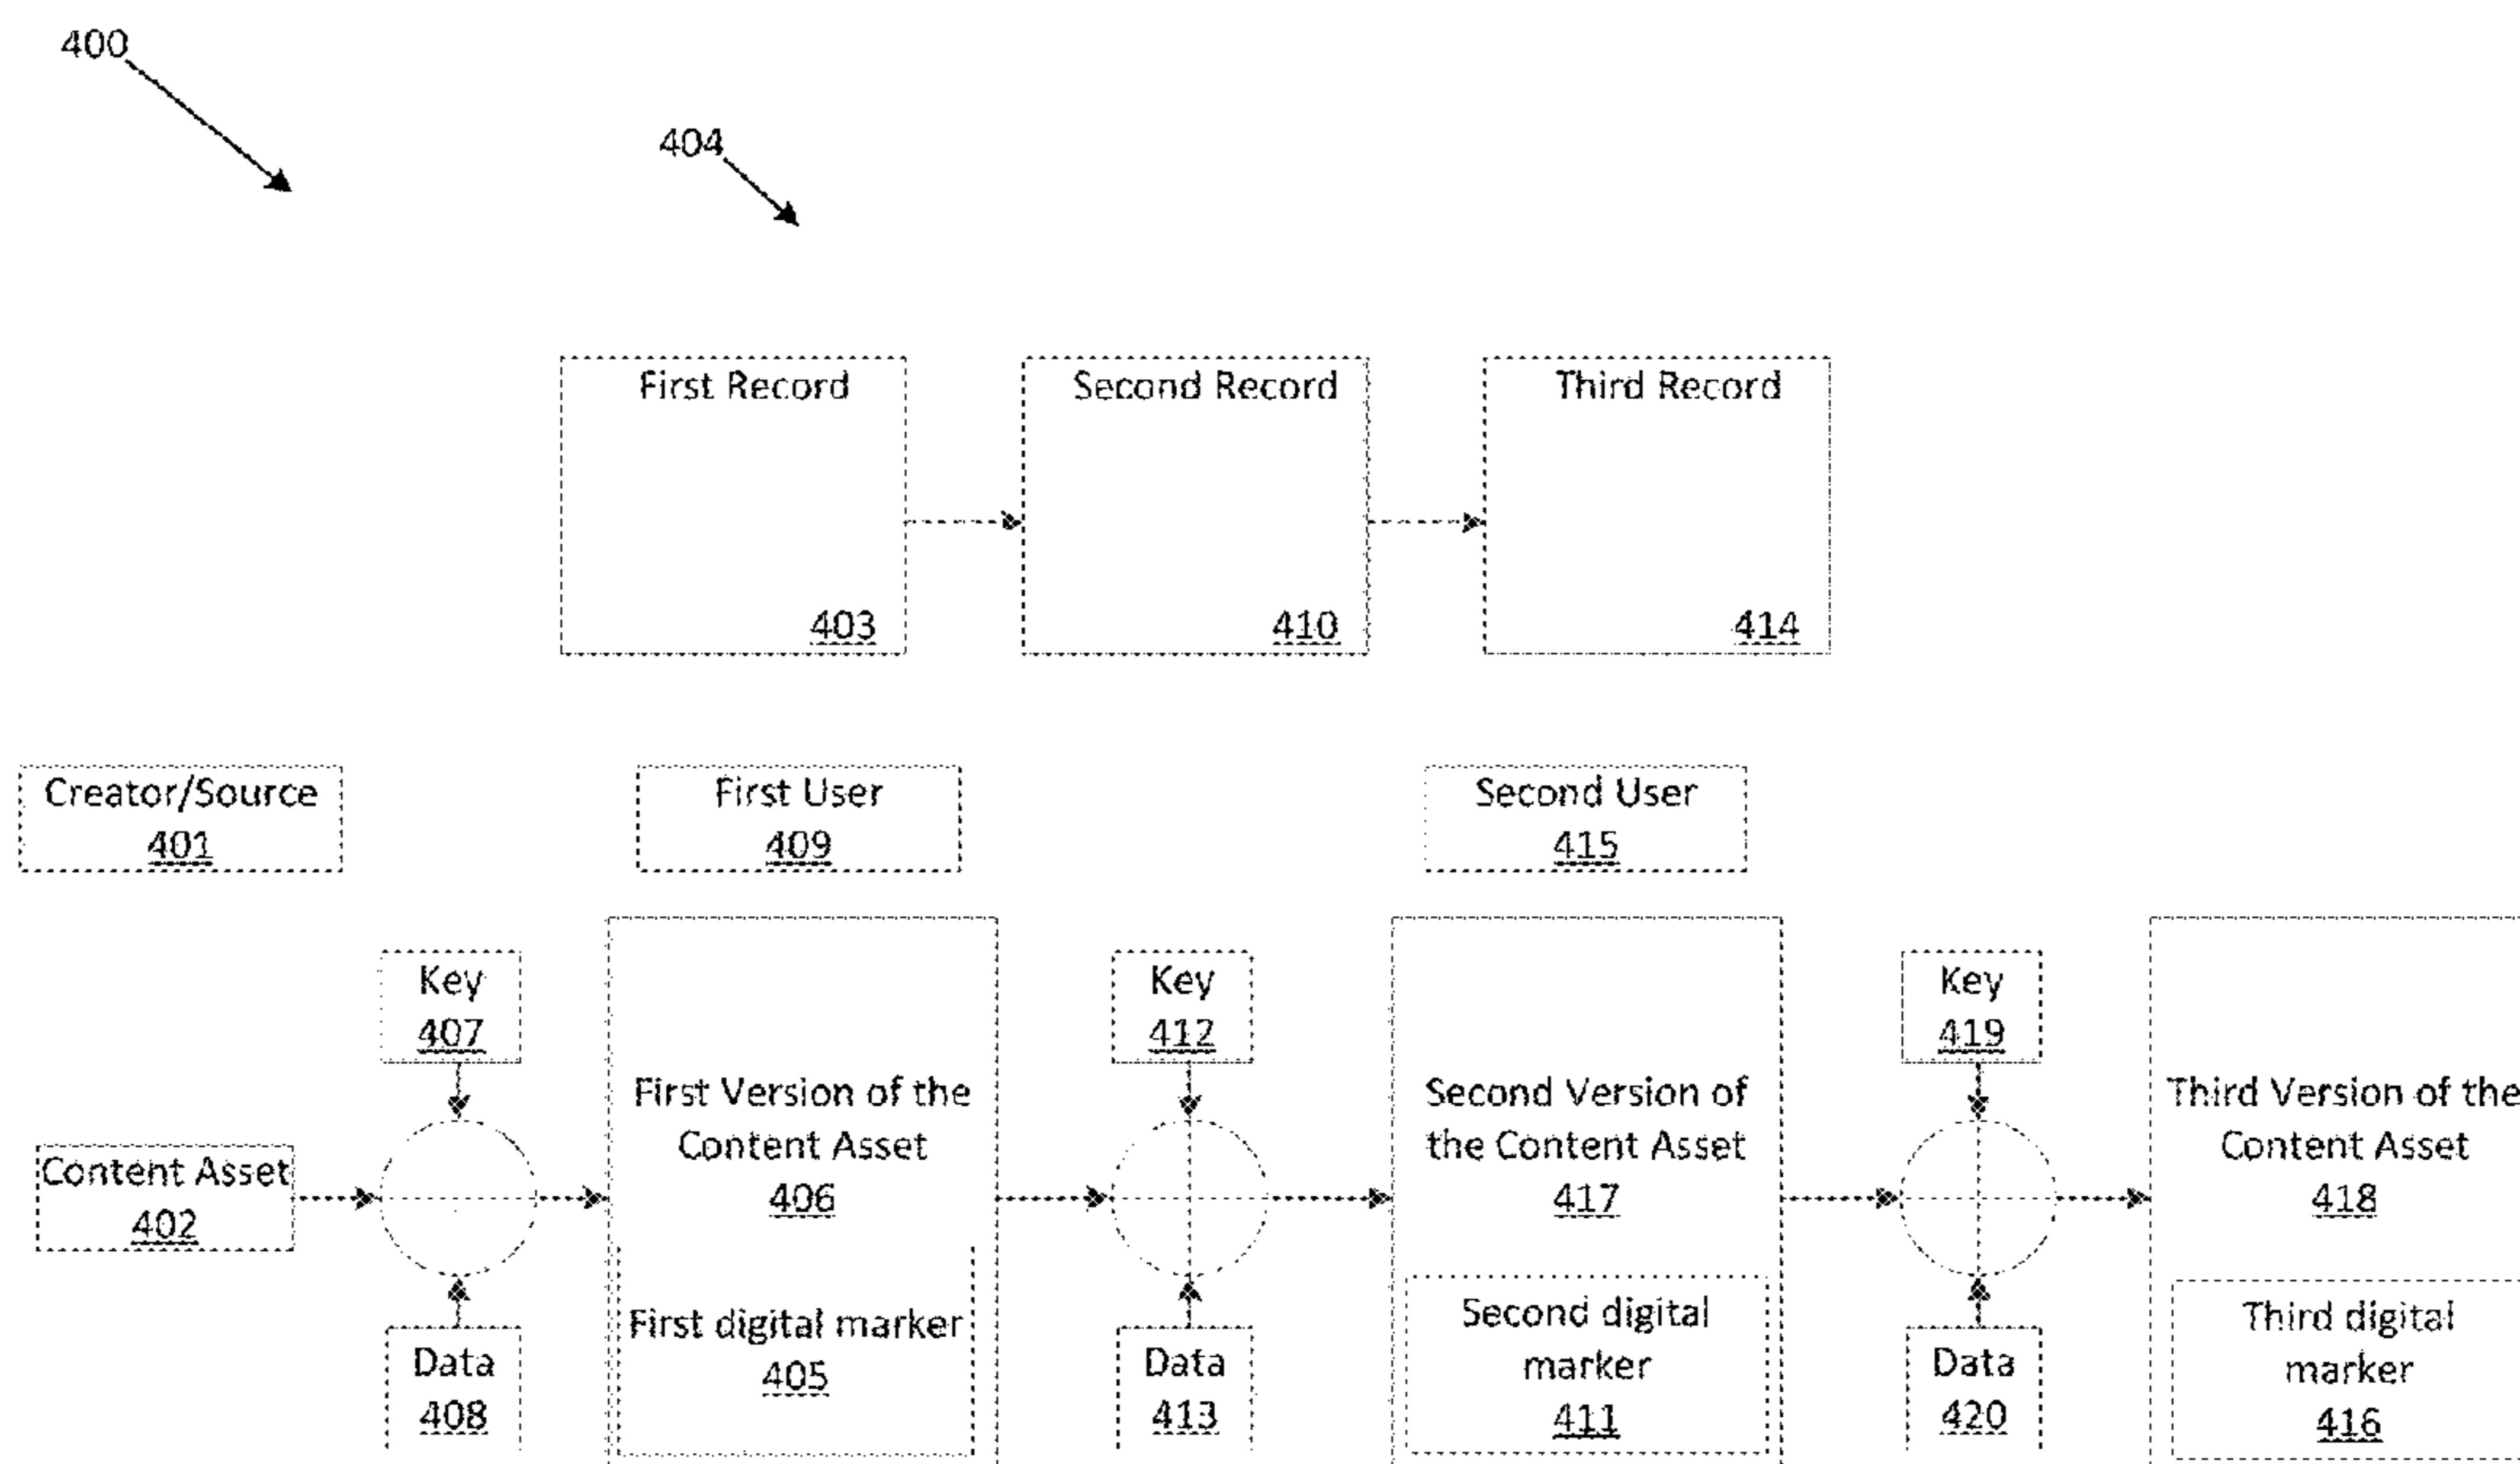 400
404
First Record
403
Second Record
410
Third Record
414
Creator/Source
401
First User
409
Second User
415
Key
407
Key
412
Key
419
Content Asset
402
First Version of the
Content Asset
406
Second Version of
the Content Asset
417
Third Version of the
Content Asset
418
Data
408
First digital marker
405
Data
413
Second digital
marker
411
Data
420
Third digital
marker
416